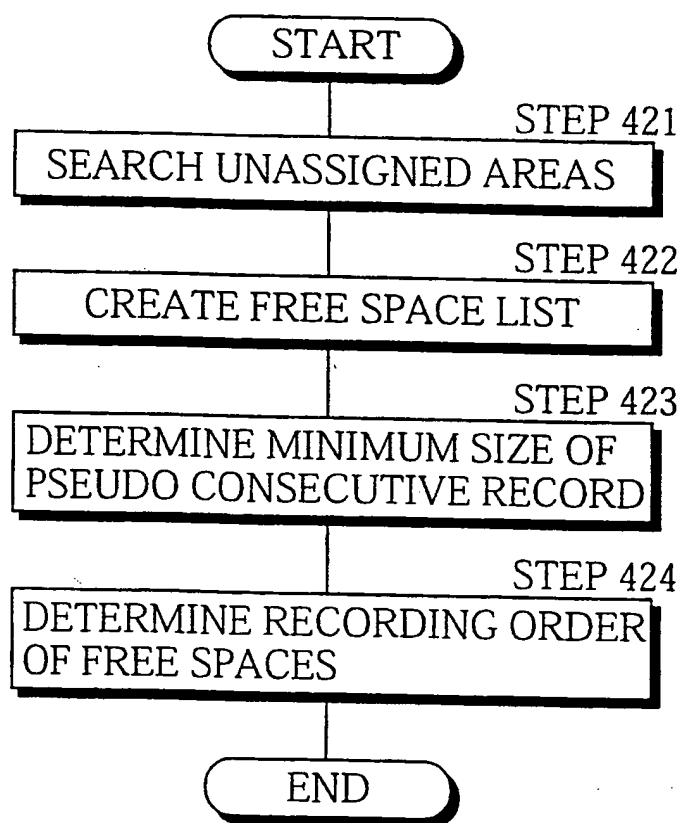 START
STEP 421
SEARCH UNASSIGNED AREAS
STEP 422
CREATE FREE SPACE LIST
STEP 423
DETERMINE MINIMUM SIZE OF
PSEUDO CONSECUTIVE RECORD
STEP 424
DETERMINE RECORDING ORDER
OF FREE SPACES
END